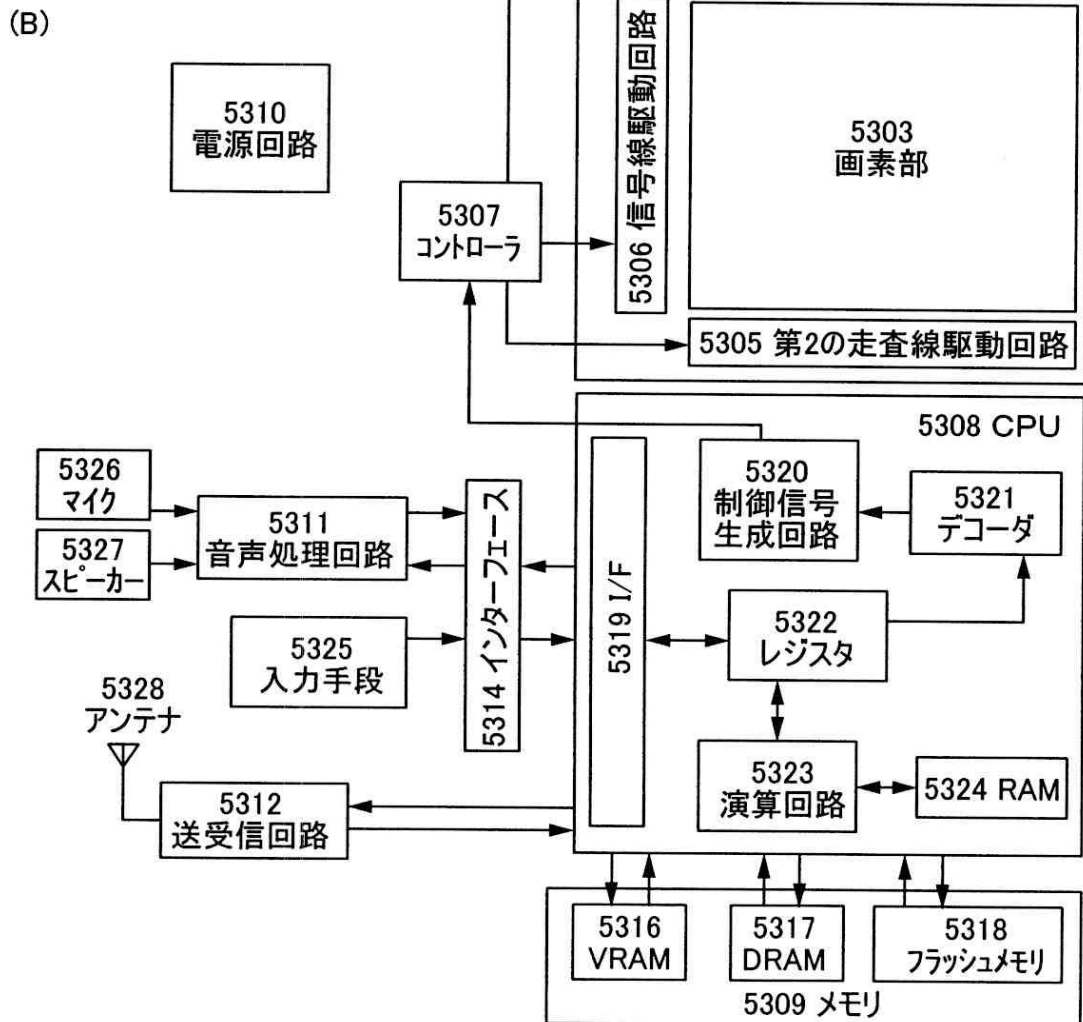 (B)
5310
電源回路
5307
コントローラ
5306 信号線駆動回路
5303
画素部
5305 第2の走査線駆動回路
5308 CPU
5326
マイク
5327
スピーカー
5311
音声処理回路
5325
入力手段
5314 インターフェース
5328
アンテナ
5312
送受信回路
5319 I/F
5320
制御信号
生成回路
5321
デコーダ
5322
レジスタ
5323
演算回路
5324 RAM
5316
VRAM
5317
DRAM
5318
フラッシュメモリ
5309 メモリ